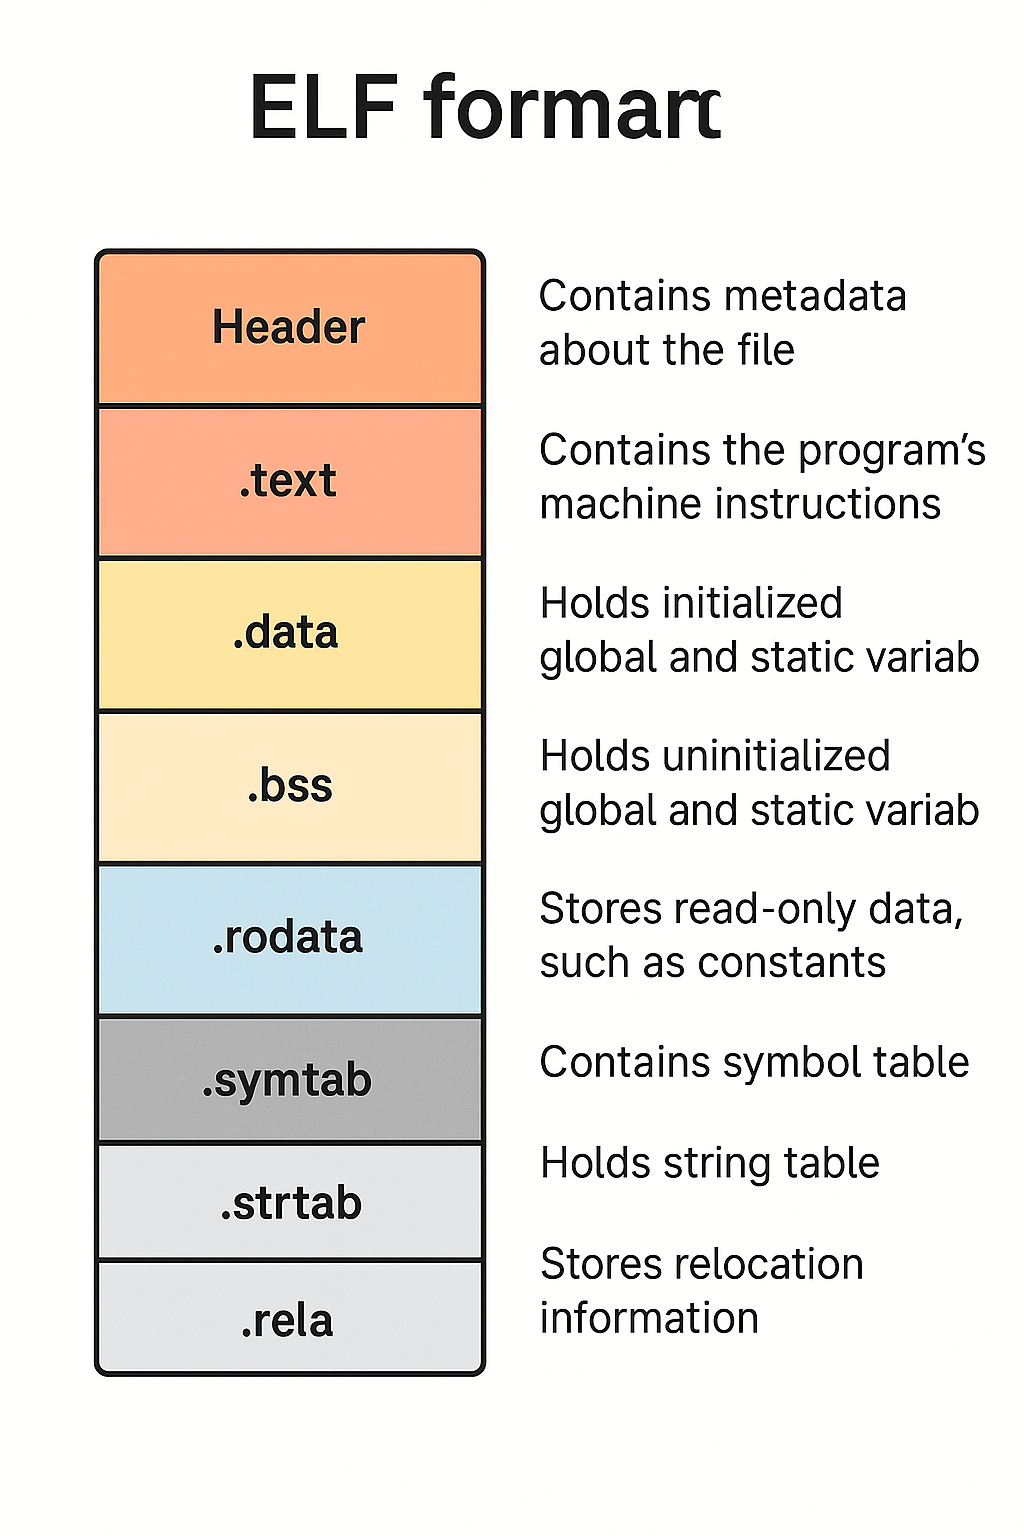 ELF formart
Header
Contains metadata
about the file
.text
Contains the program’s
machine instructions
.data
Holds initialized
global and static variab
.bss
Holds uninitialized
global and static variab
.rodata
Stores read-only data,
such as constants
.symtab
Contains symbol table
.strtab
Holds string table
.rela
Stores relocation
information